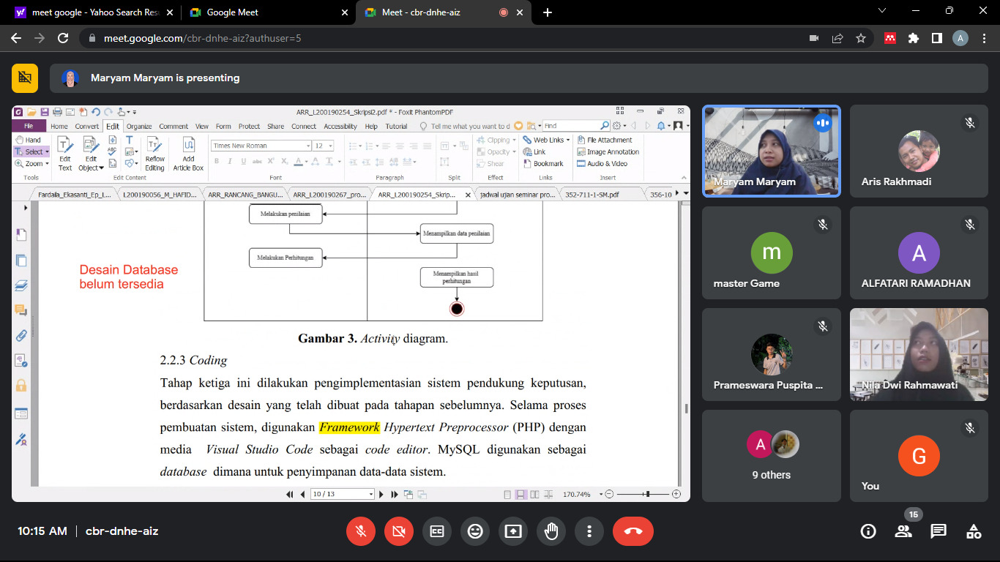 meet google - Yahoo Search Res
Google Meet
Meet - cbr-dnhe-aiz
meet.google.com/cbr-dnhe-aiz?authuser=5
A
Maryam Maryam is presenting
ARR_L200190254_Skripsi2.pdf * - Foxit PhantomPDF
File Home Convert Edit Organize Comment View Form Protect Share Connect Accessibility Help Tutorial Tell me what you want to d Find
Hand
Select
Zoom
Tools
Edit Text
Edit Object
Reflow Editing
Edit Content
Add Article Box
Times New Roman 12
Font
Paragraph
Split
Clipping
Opacity
Shear
Effect
Web Links
Link
Bookmark
Links
File Attachment
Image Annotation
Audio & Video
Insert
Fardaila_Ekasanti_Ep_L... L200190056_M_HAFID... ARR_RANCANG_BANGU... ARR_L200190267_pro... ARR_L200190254_Skrip... jadwal ujian seminar pro... 352-711-1-SM.pdf 356-10
Melakukan penilaian
Menampilkan data penilaian
Melakukan Perhitungan
Menampilkan hasil
perhitungan
Desain Database
belum tersedia
Gambar 3. Activity diagram.
2.2.3 Coding
Tahap ketiga ini dilakukan pengimplementasian sistem pendukung keputusan,
berdasarkan desain yang telah dibuat pada tahapan sebelumnya. Selama proses
pembuatan sistem, digunakan Framework Hypertext Preprocessor (PHP) dengan
media Visual Studio Code sebagai code editor. MySQL digunakan sebagai
database dimana untuk penyimpanan data-data sistem.
10 / 13
170.74%
Maryam Maryam
Aris Rakhmadi
m
master Game
A
ALFATARI RAMADHAN
Prameswara Puspita ...
Nila Dwi Rahmawati
A
9 others
G
You
10:15 AM | cbr-dnhe-aiz
15